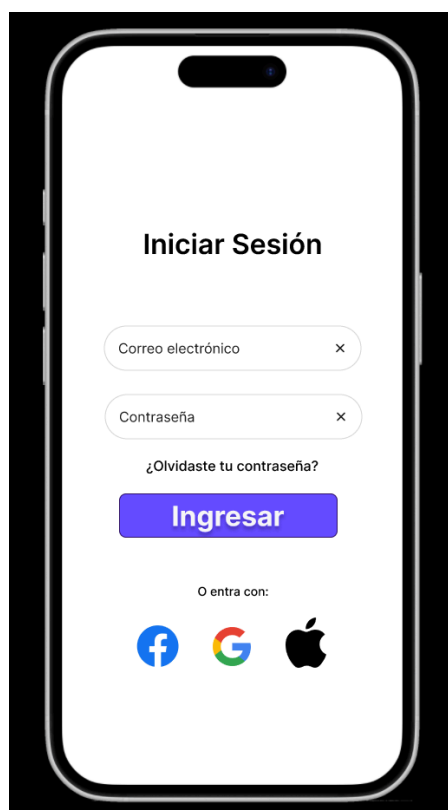 Iniciar Sesión
Correo electrónico ×
Contraseña ×
¿Olvidaste tu contraseña?
Ingresar
O entra con: